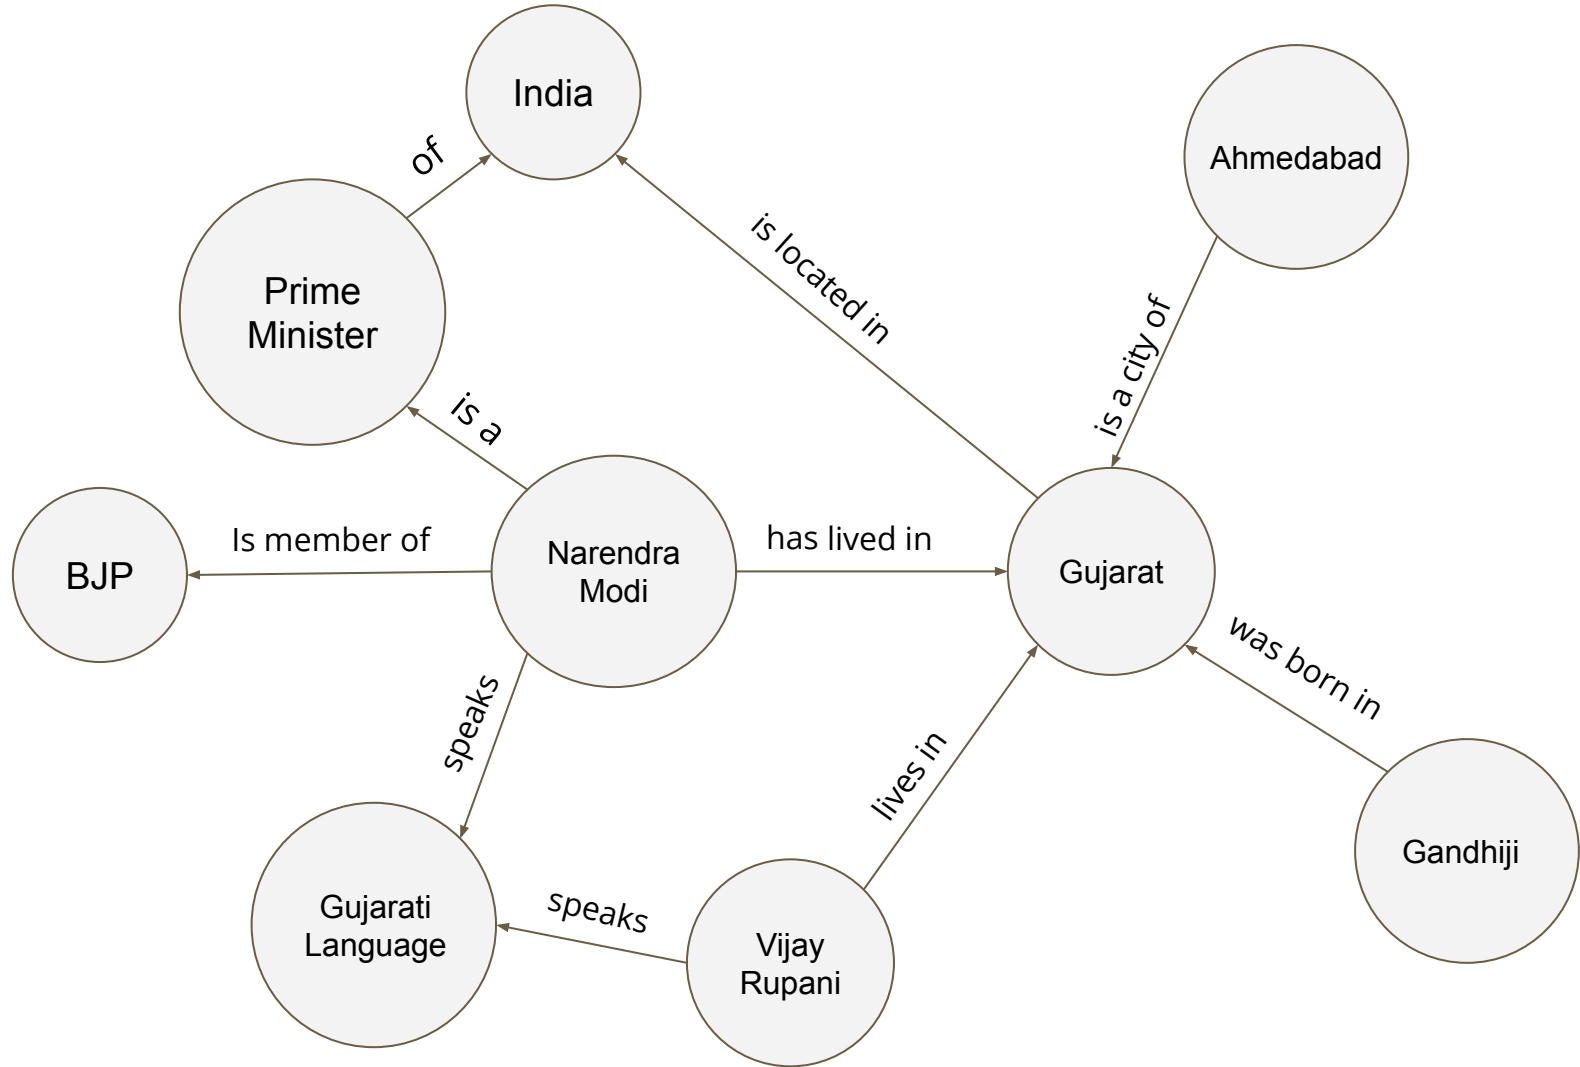 India
Ahmedabad
of
is located in
Prime
Minister
is a city of
is a
Is member of
has lived in
BJP
Narendra
Modi
Gujarat
was born in
speaks
lives in
Gandhiji
Gujarati
Language
speaks
Vijay
Rupani